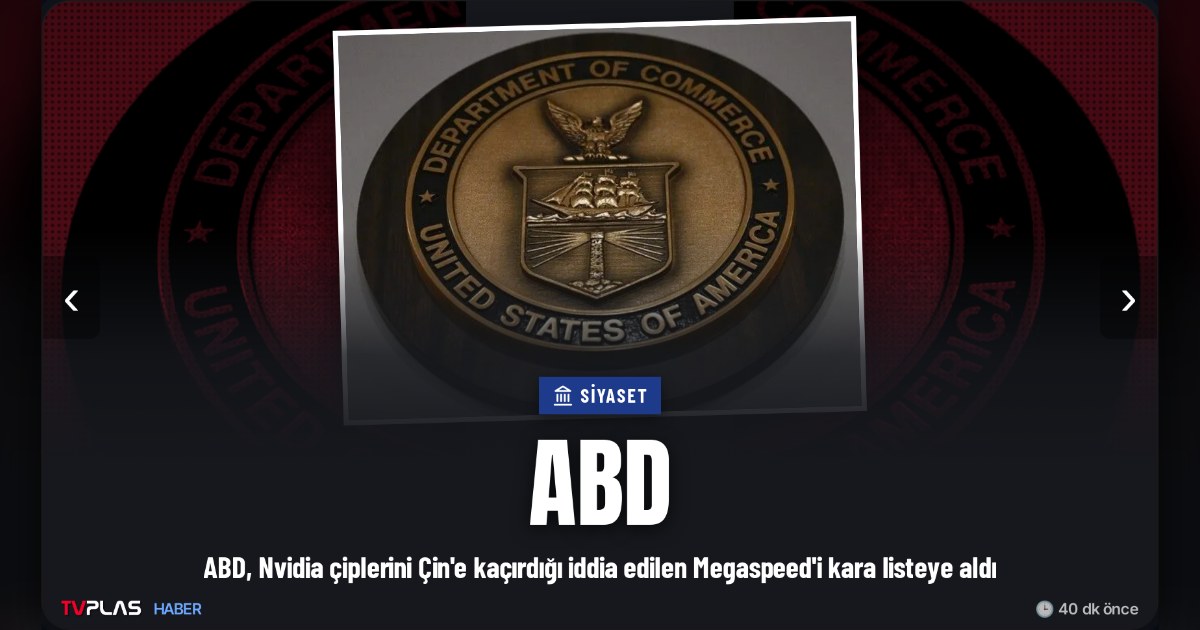 DEPARTMENT OF COMMERCE
UNITED STATES OF AMERICA
SİYASET
ABD
ABD, Nvidia çiplerini Çin'e kaçırdığı iddia edilen Megaspeed'i kara listeye aldı
TVPLAS HABER
40 dk önce